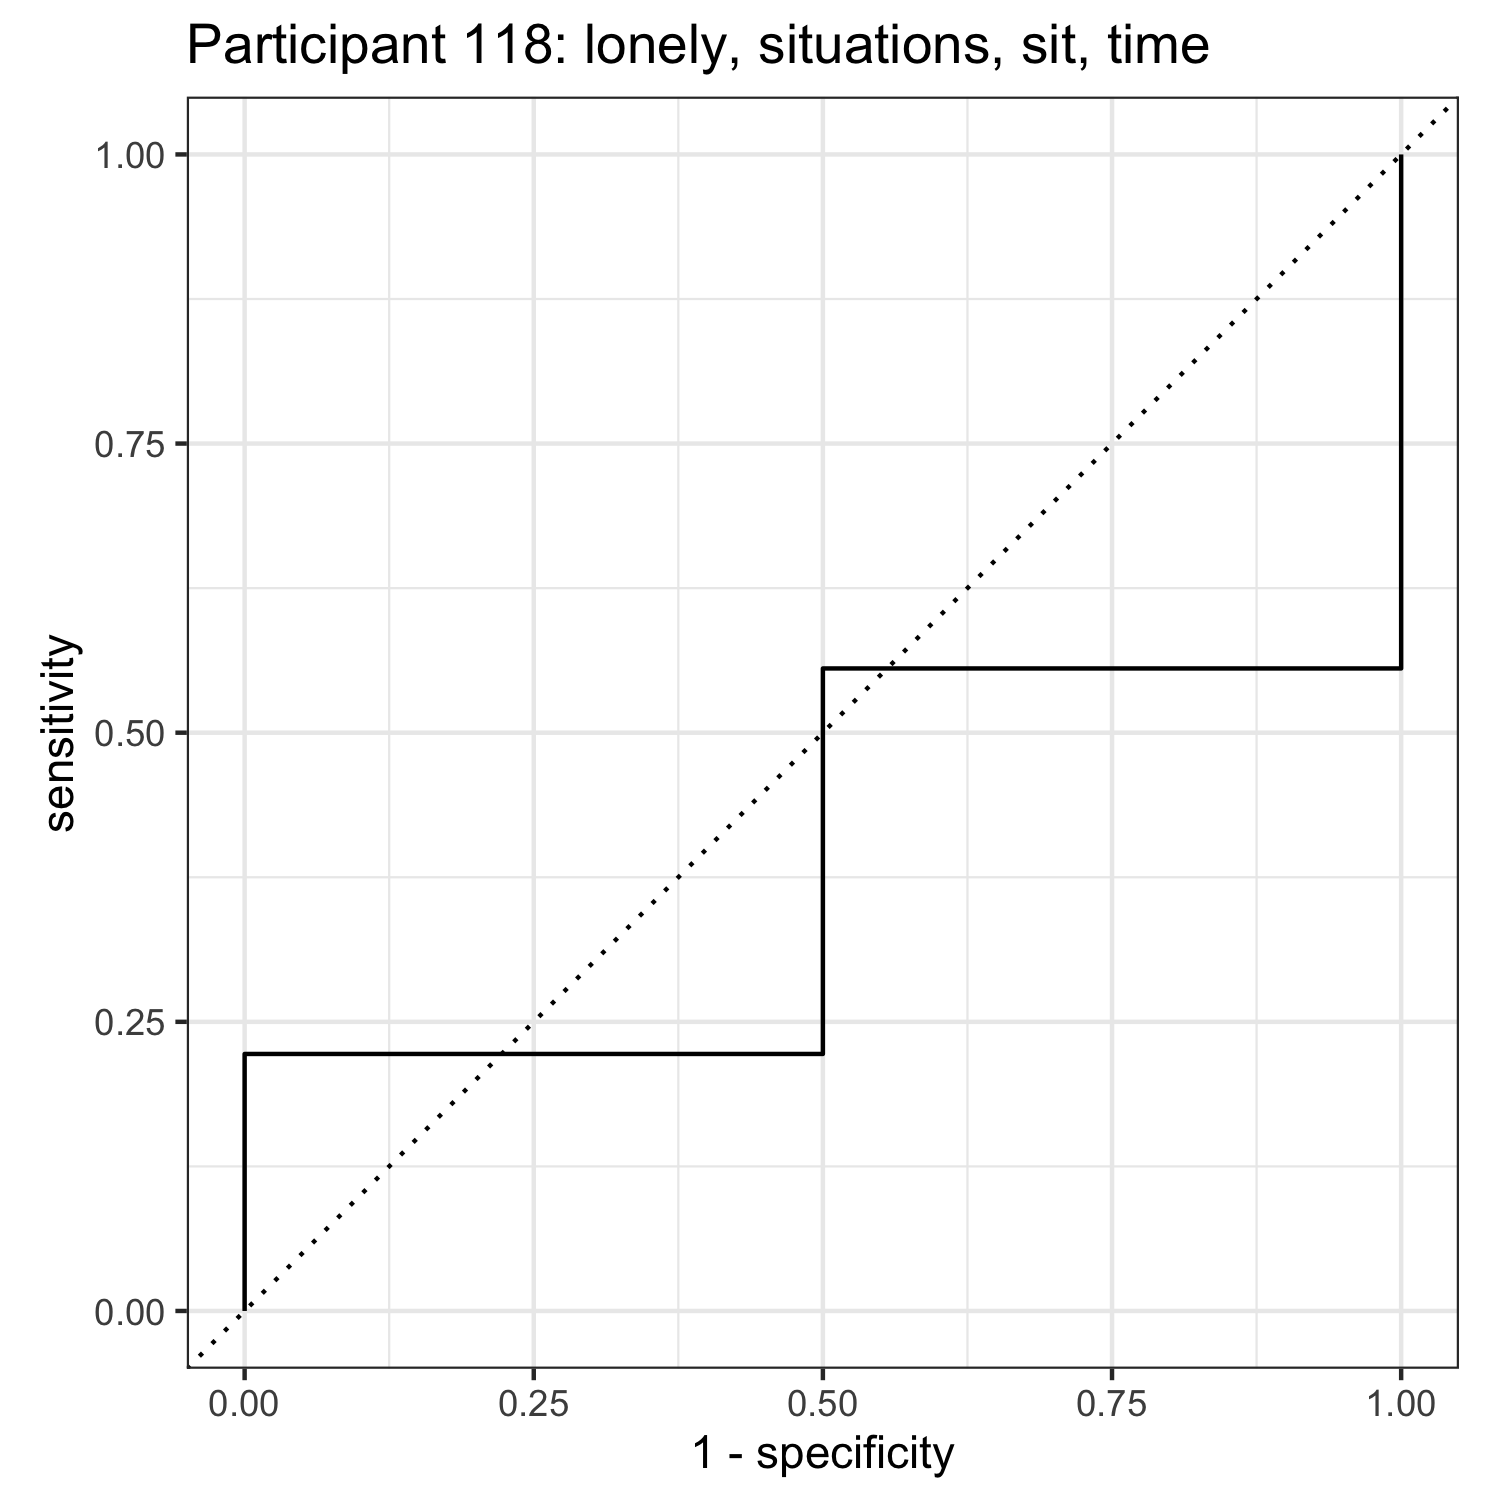 Participant 118: lonely, situations, sit, time
1.00
0.75
0.50
0.25
0.00
sensitivity
0.00 0.25 0.50 0.75 1.00
1 - specificity